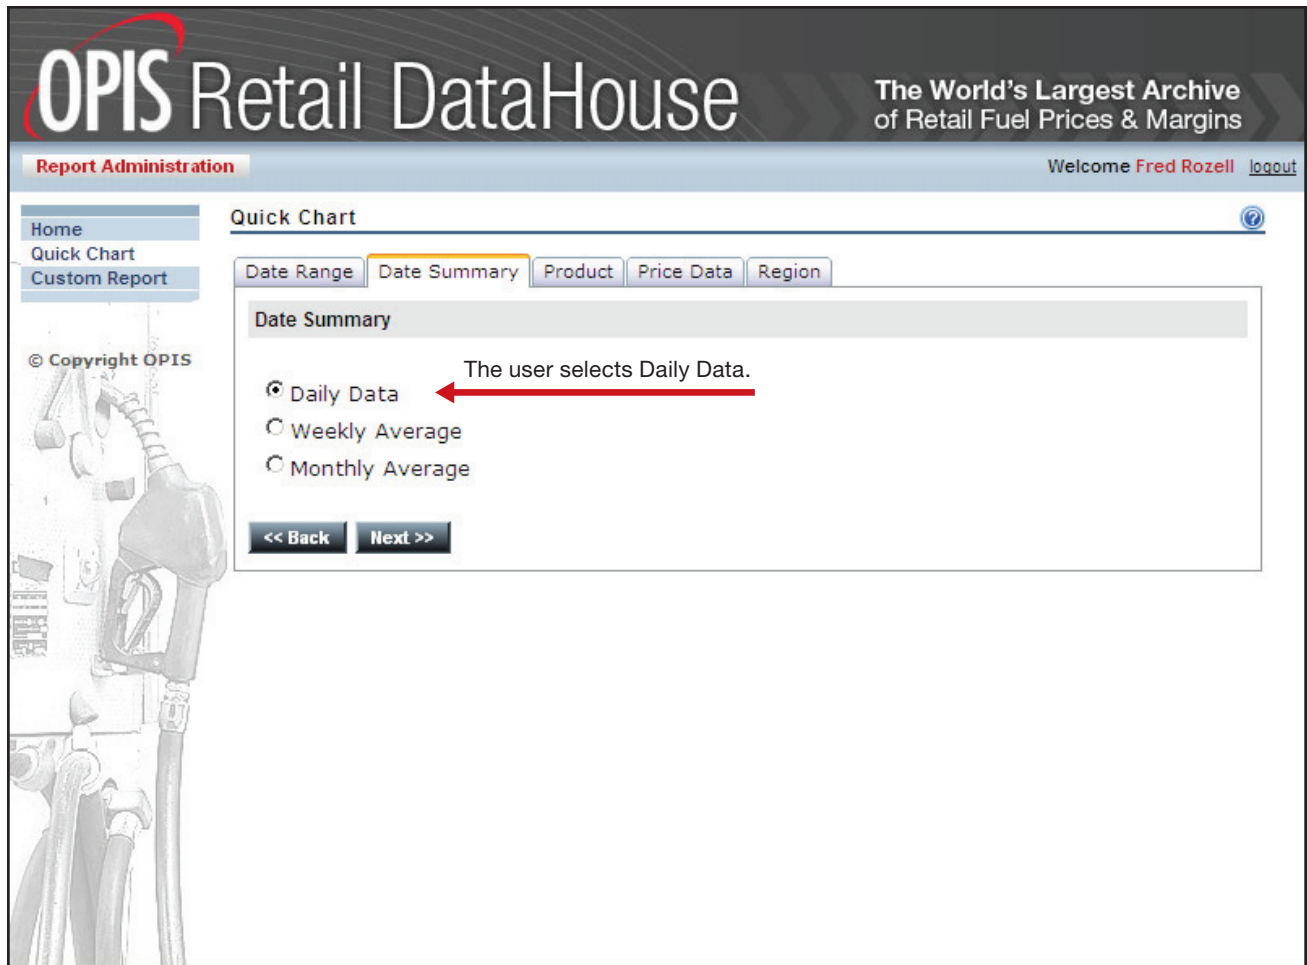 OPIS Retail DataHouse
The World's Largest Archive
of Retail Fuel Prices & Margins
Report Administration
Welcome Fred Rozell logout
Home
Quick Chart
Custom Report
© Copyright OPIS
Quick Chart
?
Date Range Date Summary Product Price Data Region
Date Summary
The user selects Daily Data.
Daily Data
Weekly Average
Monthly Average
<< Back Next >>
1